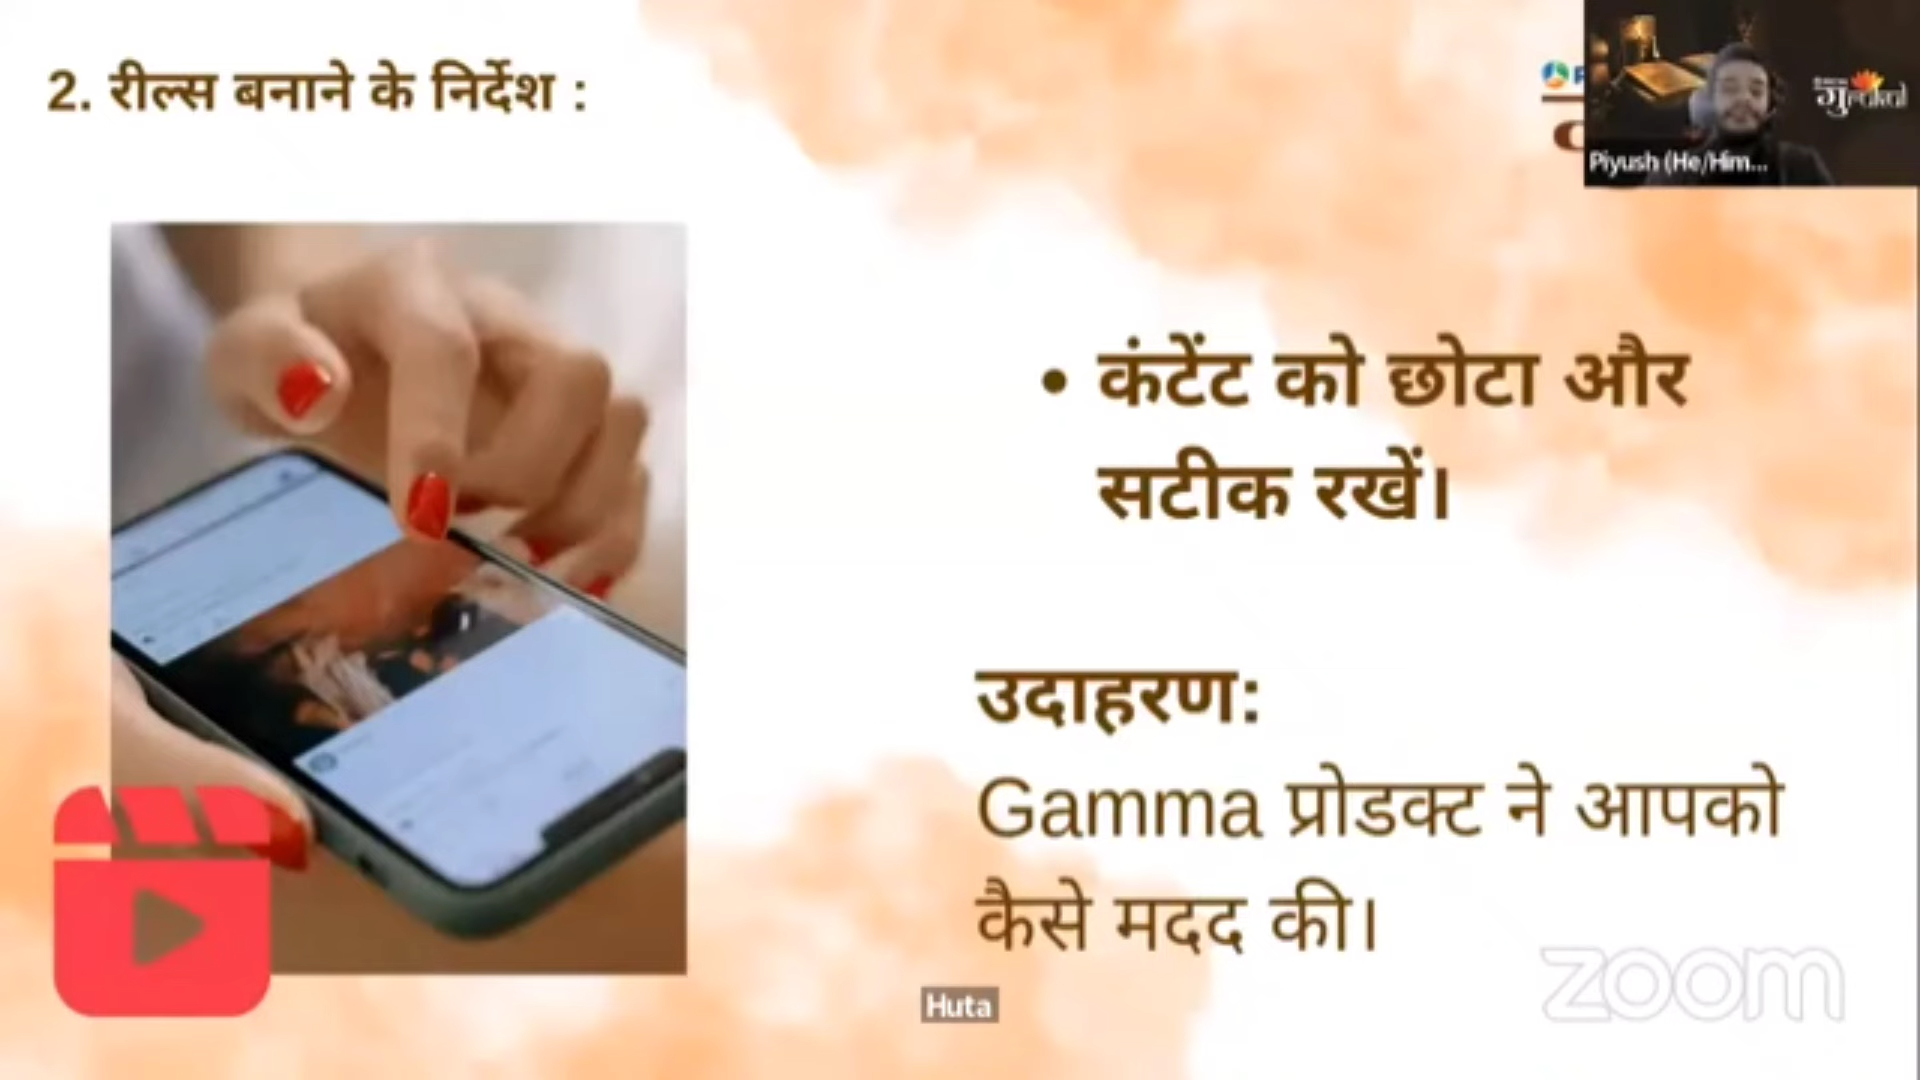 2. रील्स बनाने के निर्देश :
Piyush (He/Him...
• कंटेंट को छोटा और
सटीक रखें।
उदाहरण:
Gamma प्रोडक्ट ने आपको
कैसे मदद की।
Huta
zoom